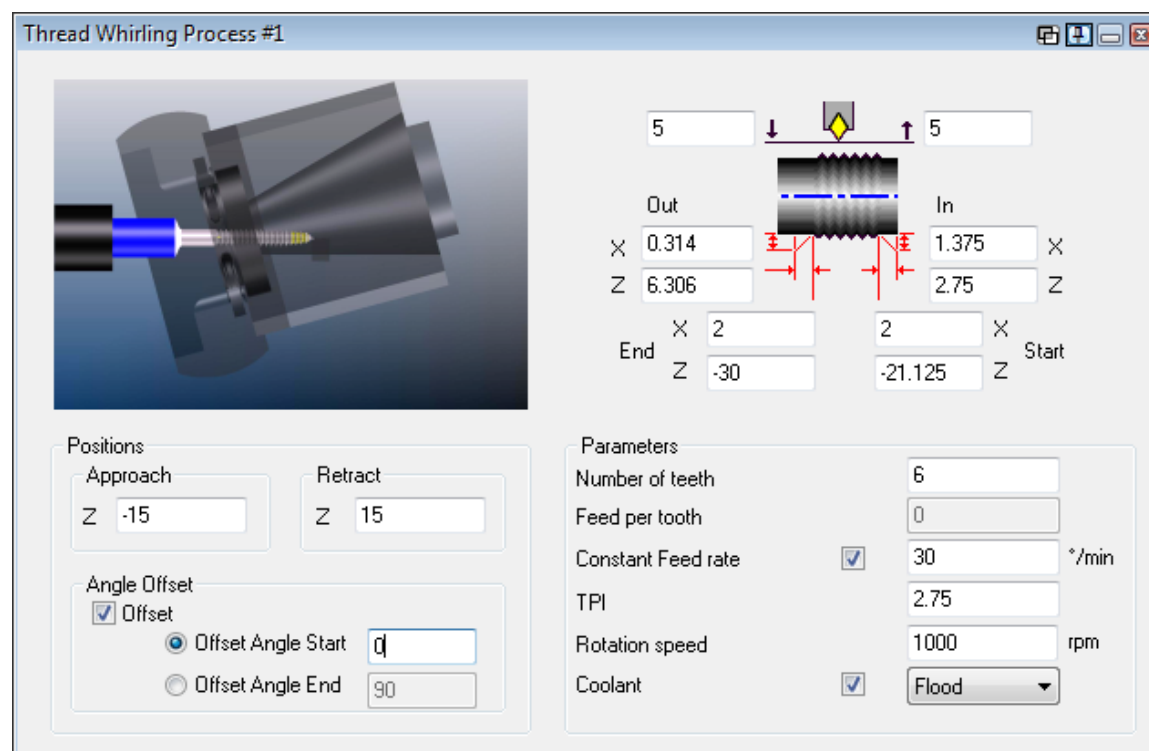 Thread Whirling Process #1
5 5
Out In
X 0.314 1.375 X
Z 6.306 2.75 Z
X 2 2 X
End Start
Z -30 -21.125 Z
Positions
Approach Retract
Z -15 Z 15
Angle Offset
Offset
Offset Angle Start 0
Offset Angle End 90
Parameters
Number of teeth 6
Feed per tooth 0
Constant Feed rate 30 °/min
TPI 2.75
Rotation speed 1000 rpm
Coolant Flood